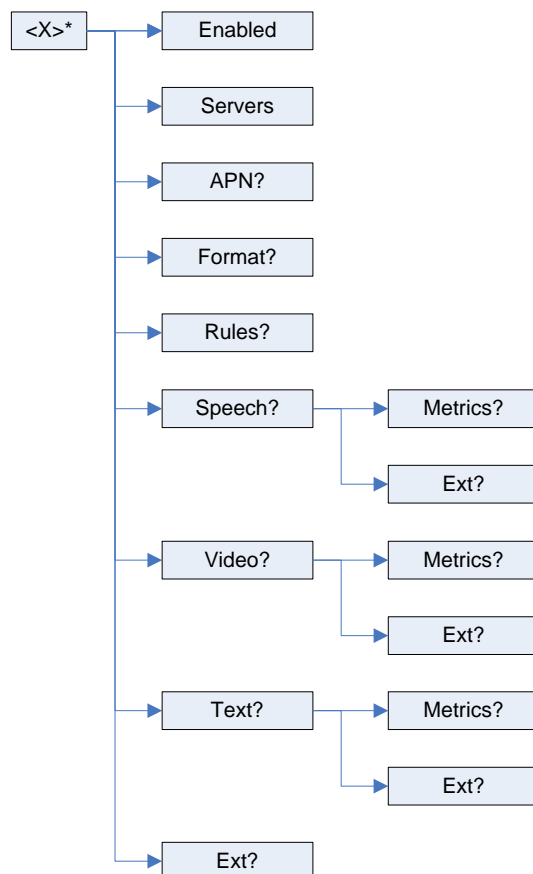 <X>*
Enabled
Servers
APN?
Format?
Rules?
Speech?
Metrics?
Ext?
Video?
Metrics?
Ext?
Text?
Metrics?
Ext?
Ext?